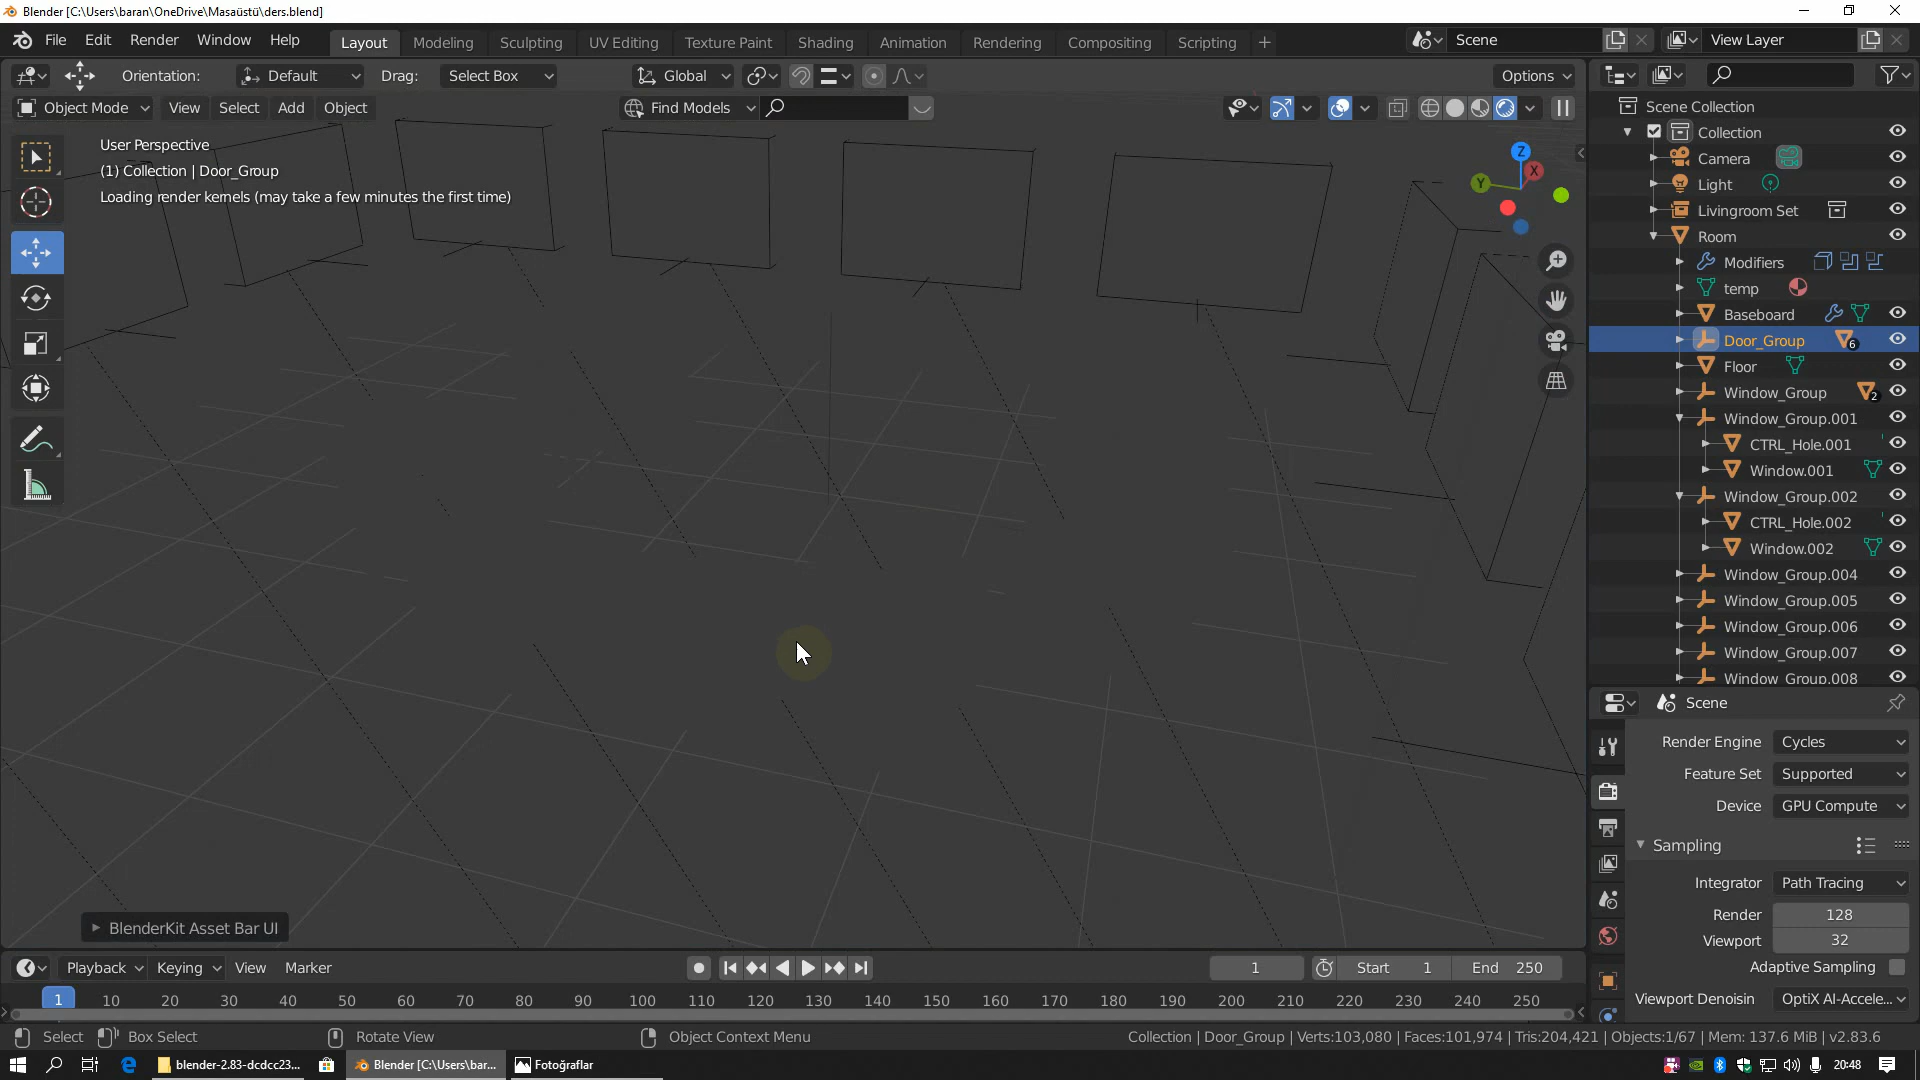 Blender [C:\Users\baran\OneDrive\Masaüstü\ders.blend]
File Edit Render Window Help Layout Modeling Sculpting UV Editing Texture Paint Shading Animation Rendering Compositing Scripting + Scene View Layer
Orientation: Default Drag: Select Box Global Options
Object Mode View Select Add Object Find Models
User Perspective
(1) Collection | Door_Group
Loading render kernels (may take a few minutes the first time)
Z
X
Y
Scene Collection
Collection
Camera
Light
Livingroom Set
Room
Modifiers
temp
Baseboard
Door_Group 6
Floor
Window_Group 2
Window_Group.001
CTRL_Hole.001
Window.001
Window_Group.002
CTRL_Hole.002
Window.002
Window_Group.004
Window_Group.005
Window_Group.006
Window_Group.007
Window_Group.008
Scene
Render Engine Cycles
Feature Set Supported
Device GPU Compute
Sampling
Integrator Path Tracing
Render 128
Viewport 32
Adaptive Sampling
Viewport Denoisin OptiX AI-Accele...
BlenderKit Asset Bar UI
Playback Keying View Marker 1 Start 1 End 250
1 10 20 30 40 50 60 70 80 90 100 110 120 130 140 150 160 170 180 190 200 210 220 230 240 250
Select Box Select Rotate View Object Context Menu Collection | Door_Group | Verts:103,080 | Faces:101,974 | Tris:204,421 | Objects:1/67 | Mem: 137.6 MiB | v2.83.6
blender-2.83-dcdcc23... Blender [C:\Users\bar... Fotoğraflar 20:48